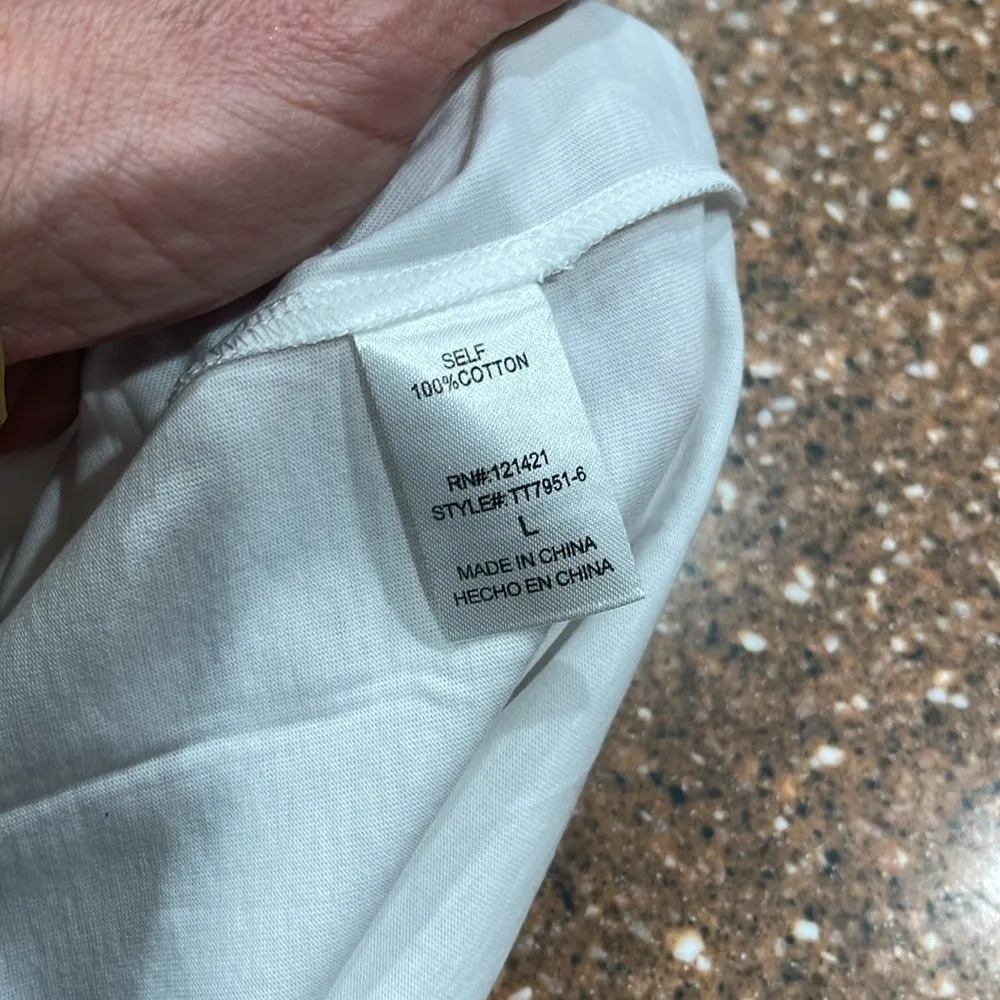 SELF
100%COTTON
RN#:121421
STYLE#:TT7951-6
L
MADE IN CHINA
HECHO EN CHINA